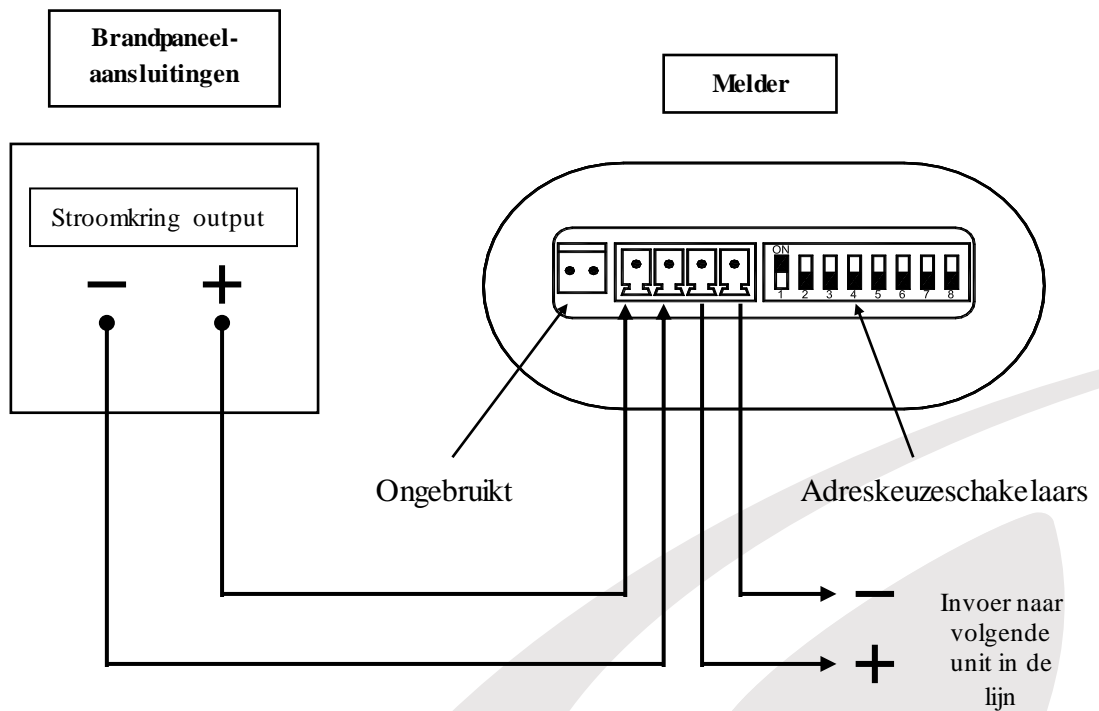 Brandpaneel-
aansluitingen
Melder
Stroomkring output
− +
ON
1 2 3 4 5 6 7 8
Ongebruikt
Adreskeuzeschakelaars
−
+
Invoer naar
volgende
unit in de
lijn